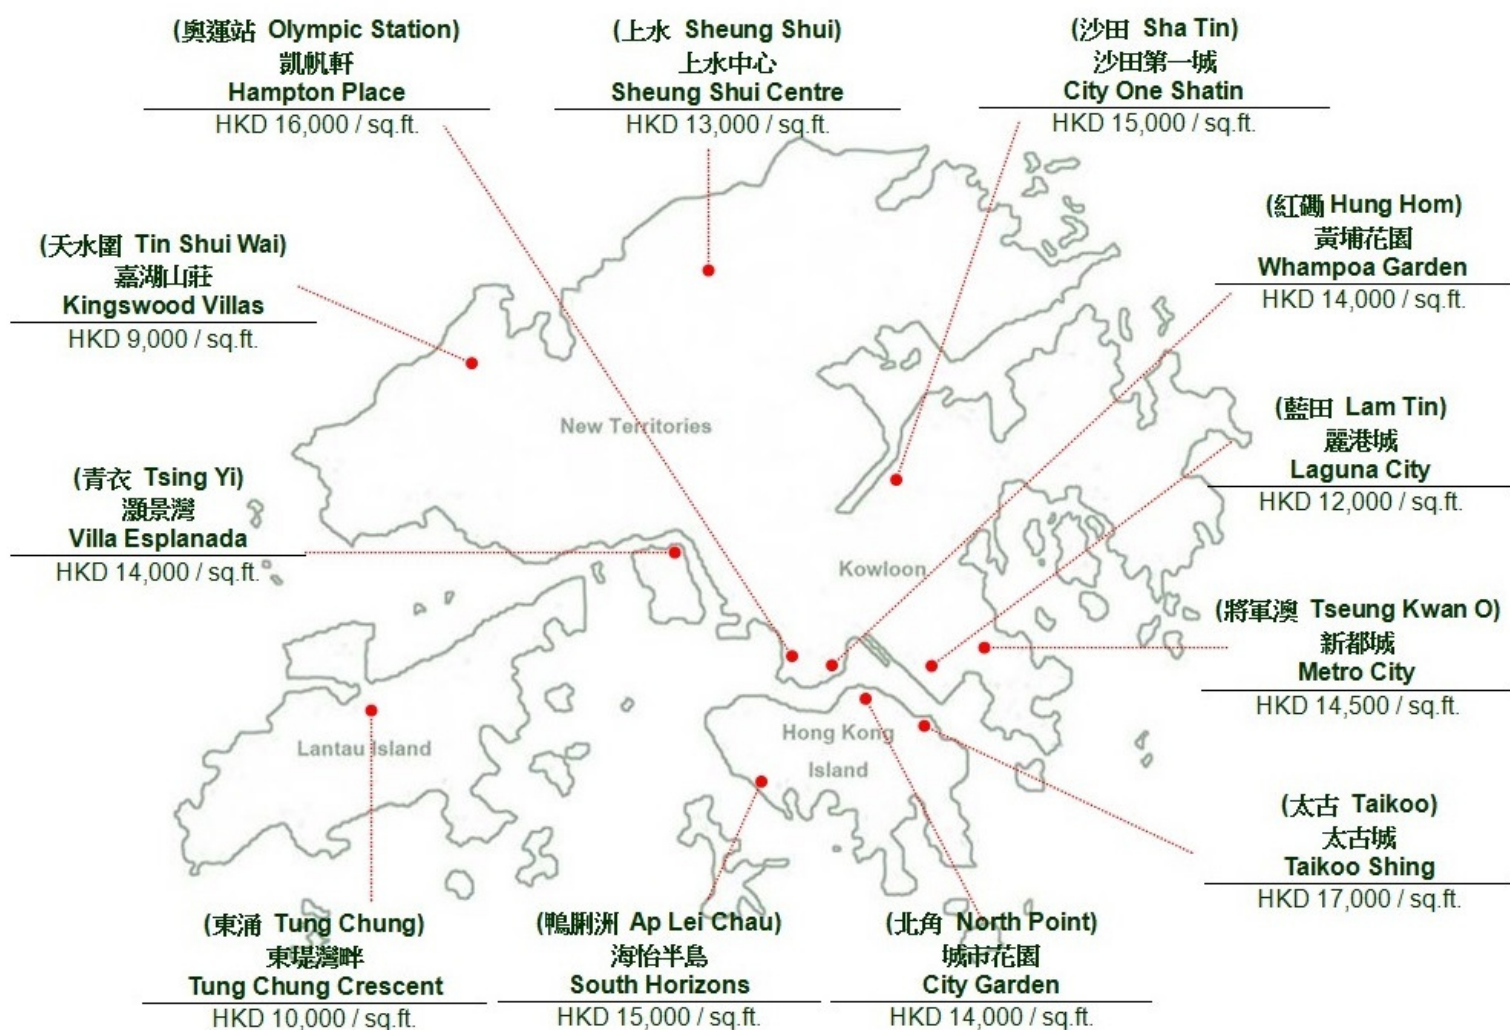 (奧運站 Olympic Station)
凱帆軒
Hampton Place
HKD 16,000 / sq.ft.
(上水 Sheung Shui)
上水中心
Sheung Shui Centre
HKD 13,000 / sq.ft.
(沙田 Sha Tin)
沙田第一城
City One Shatin
HKD 15,000 / sq.ft.
(紅磡 Hung Hom)
黃埔花園
Whampoa Garden
HKD 14,000 / sq.ft.
(天水圍 Tin Shui Wai)
嘉湖山莊
Kingswood Villas
HKD 9,000 / sq.ft.
New Territories
(藍田 Lam Tin)
麗港城
Laguna City
HKD 12,000 / sq.ft.
(青衣 Tsing Yi)
灝景灣
Villa Esplanada
HKD 14,000 / sq.ft.
Kowloon
(將軍澳 Tseung Kwan O)
新都城
Metro City
HKD 14,500 / sq.ft.
Lantau Island
Hong Kong
Island
(太古 Taikoo)
太古城
Taikoo Shing
HKD 17,000 / sq.ft.
(東涌 Tung Chung)
東堤灣畔
Tung Chung Crescent
HKD 10,000 / sq.ft.
(鴨脷洲 Ap Lei Chau)
海怡半島
South Horizons
HKD 15,000 / sq.ft.
(北角 North Point)
城市花園
City Garden
HKD 14,000 / sq.ft.